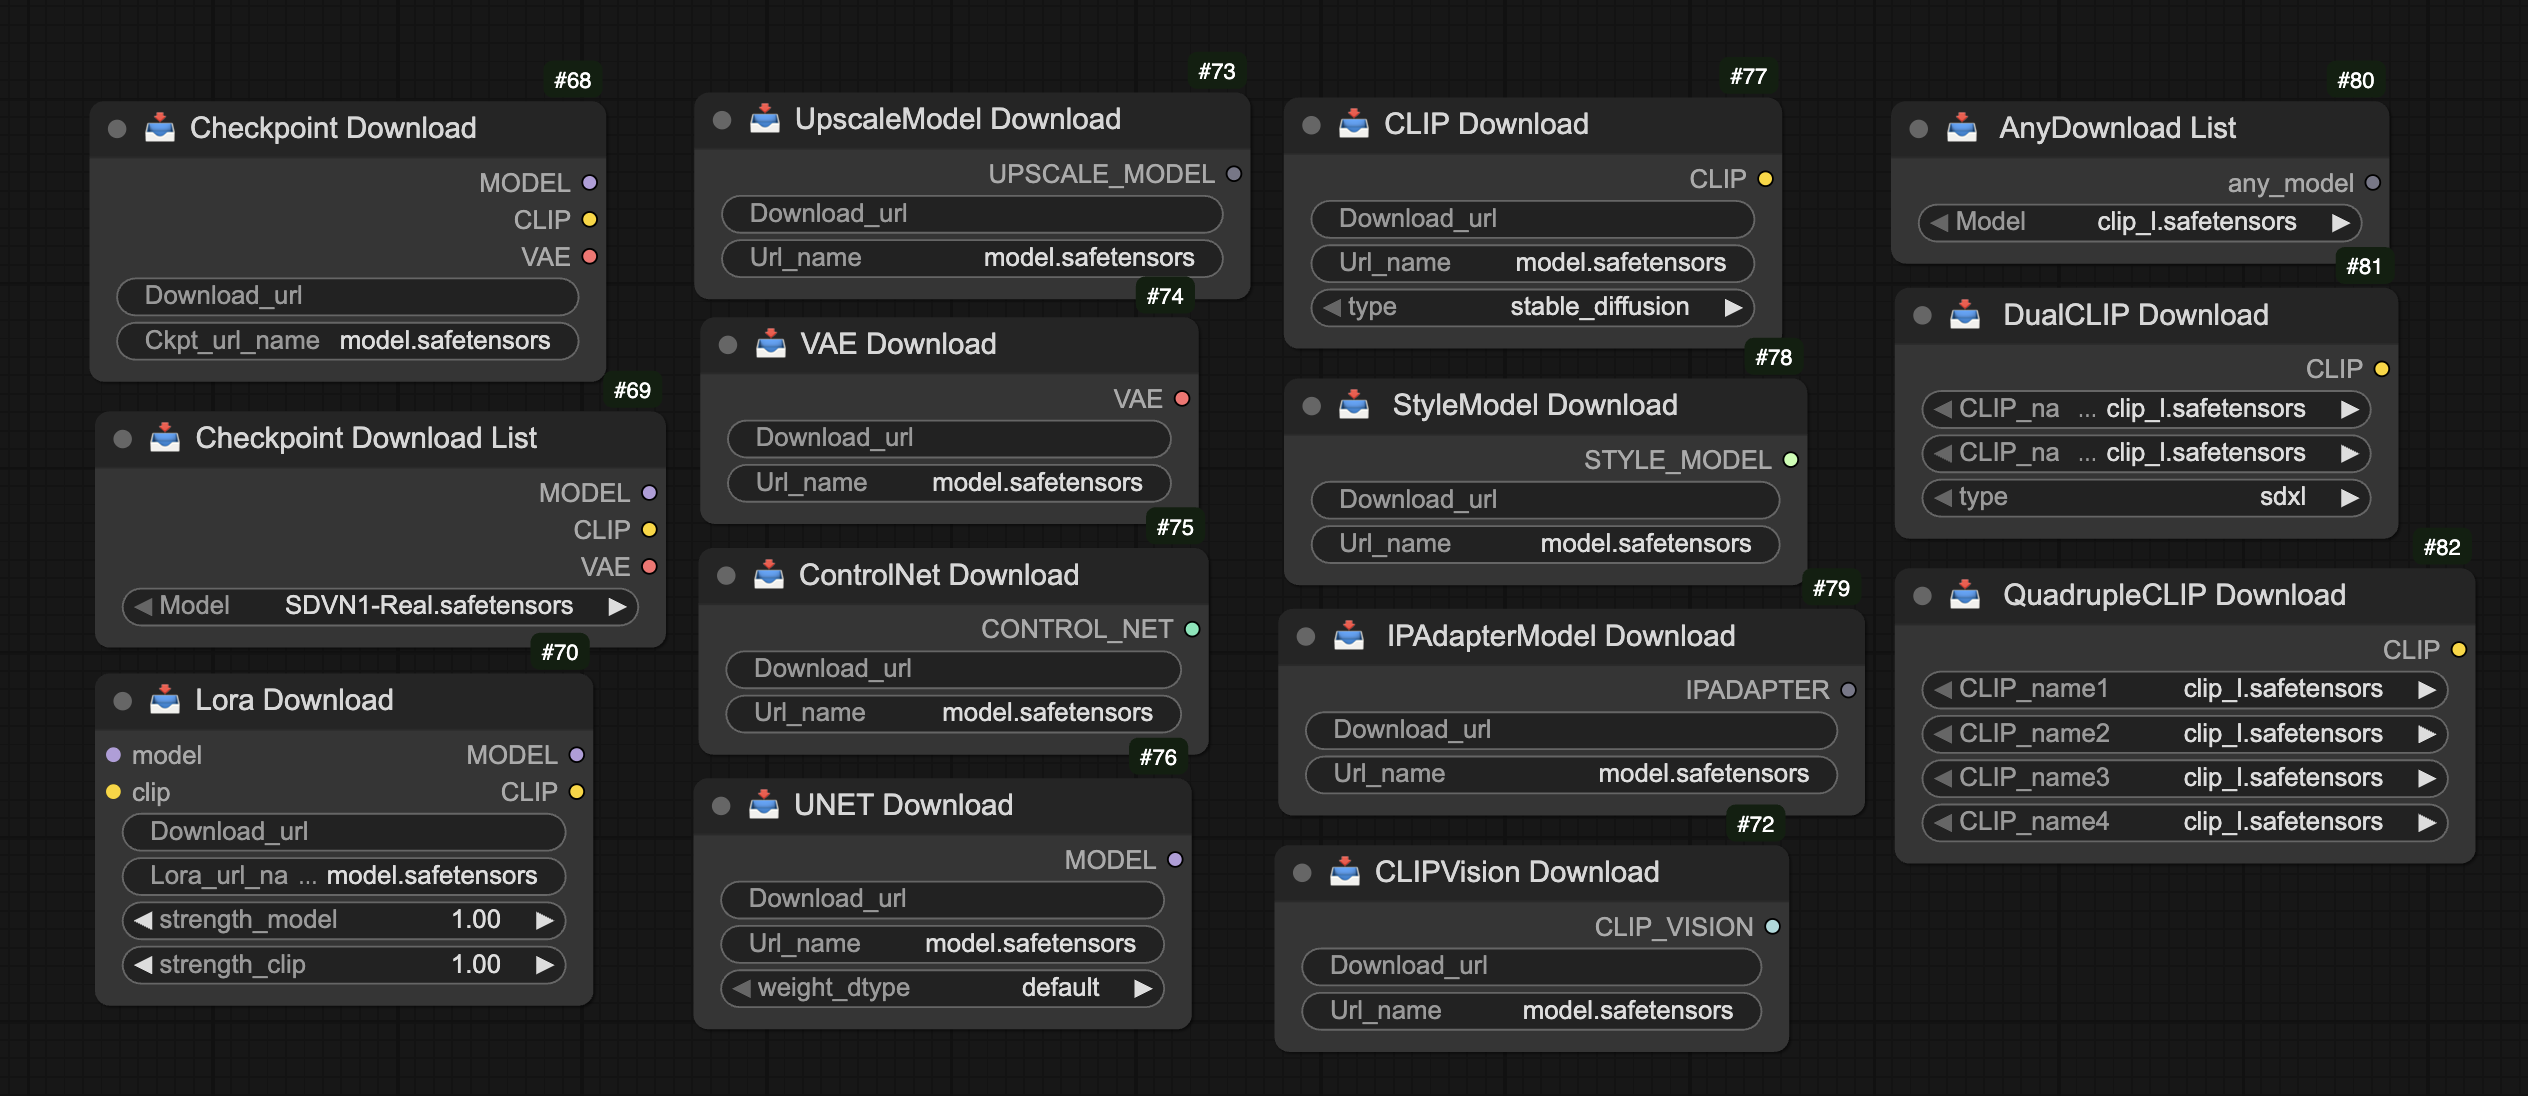 #68
Checkpoint Download
MODEL
CLIP
VAE
Download_url
Ckpt_url_name model.safetensors
#69
Checkpoint Download List
MODEL
CLIP
VAE
Model SDVN1-Real.safetensors
#70
Lora Download
model MODEL
clip CLIP
Download_url
Lora_url_na ... model.safetensors
strength_model 1.00
strength_clip 1.00
#73
UpscaleModel Download
UPSCALE_MODEL
Download_url
Url_name model.safetensors
#74
VAE Download
VAE
Download_url
Url_name model.safetensors
#75
ControlNet Download
CONTROL_NET
Download_url
Url_name model.safetensors
#76
UNET Download
MODEL
Download_url
Url_name model.safetensors
weight_dtype default
#77
CLIP Download
CLIP
Download_url
Url_name model.safetensors
type stable_diffusion
#78
StyleModel Download
STYLE_MODEL
Download_url
Url_name model.safetensors
#79
IPAdapterModel Download
IPADAPTER
Download_url
Url_name model.safetensors
#72
CLIPVision Download
CLIP_VISION
Download_url
Url_name model.safetensors
#80
AnyDownload List
any_model
Model clip_l.safetensors
#81
DualCLIP Download
CLIP
CLIP_na ... clip_l.safetensors
CLIP_na ... clip_l.safetensors
type sdxl
#82
QuadrupleCLIP Download
CLIP
CLIP_name1 clip_l.safetensors
CLIP_name2 clip_l.safetensors
CLIP_name3 clip_l.safetensors
CLIP_name4 clip_l.safetensors